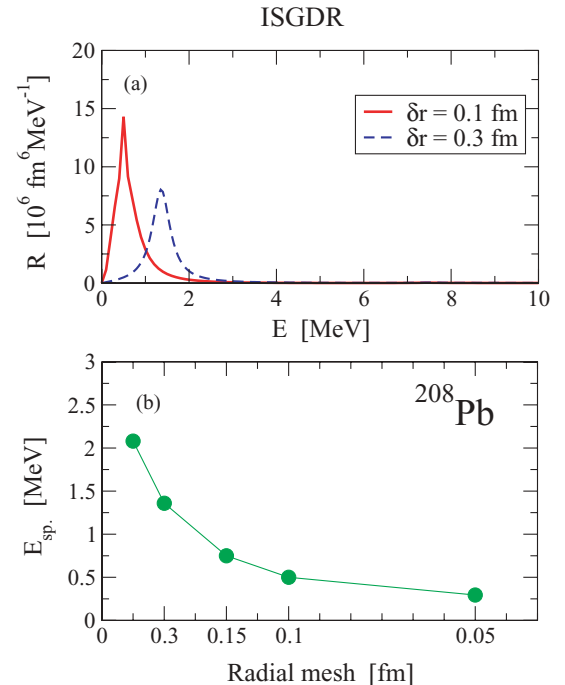 ISGDR
20
15
10
5
0
R [10⁶ fm⁶MeV⁻¹]
(a)
δr = 0.1 fm
δr = 0.3 fm
0 2 4 6 8 10
E [MeV]
3
2.5
2
1.5
1
0.5
0
E_sp. [MeV]
(b)
²⁰⁸Pb
0 0.3 0.15 0.1 0.05
Radial mesh [fm]